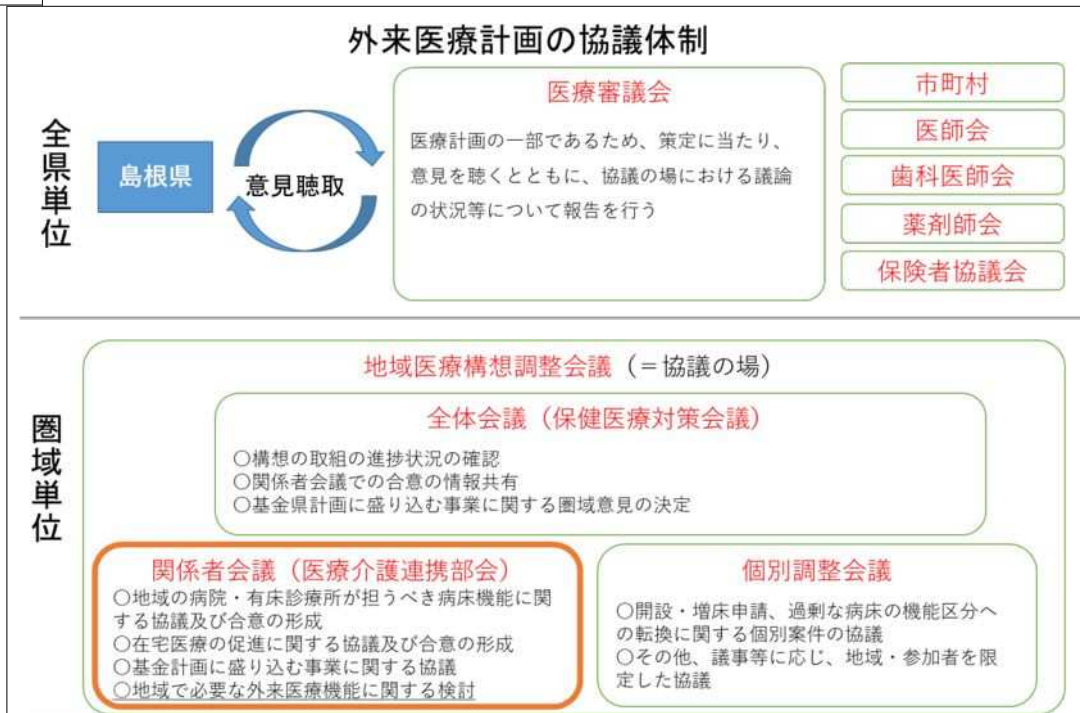 外来医療計画の協議体制
全県単位
島根県
意見聴取
医療審議会
医療計画の一部であるため、策定に当たり、
意見を聴くとともに、協議の場における議論
の状況等について報告を行う
市町村
医師会
歯科医師会
薬剤師会
保険者協議会
圏域単位
地域医療構想調整会議（＝協議の場）
全体会議（保健医療対策会議）
○構想の取組の進捗状況の確認
○関係者会議での合意の情報共有
○基金県計画に盛り込む事業に関する圏域意見の決定
関係者会議（医療介護連携部会）
○地域の病院・有床診療所が担うべき病床機能に関
する協議及び合意の形成
○在宅医療の促進に関する協議及び合意の形成
○基金計画に盛り込む事業に関する協議
○地域で必要な外来医療機能に関する検討
個別調整会議
○開設・増床申請、過剰な病床の機能区分へ
の転換に関する個別案件の協議
○その他、議事等に応じ、地域・参加者を限
定した協議